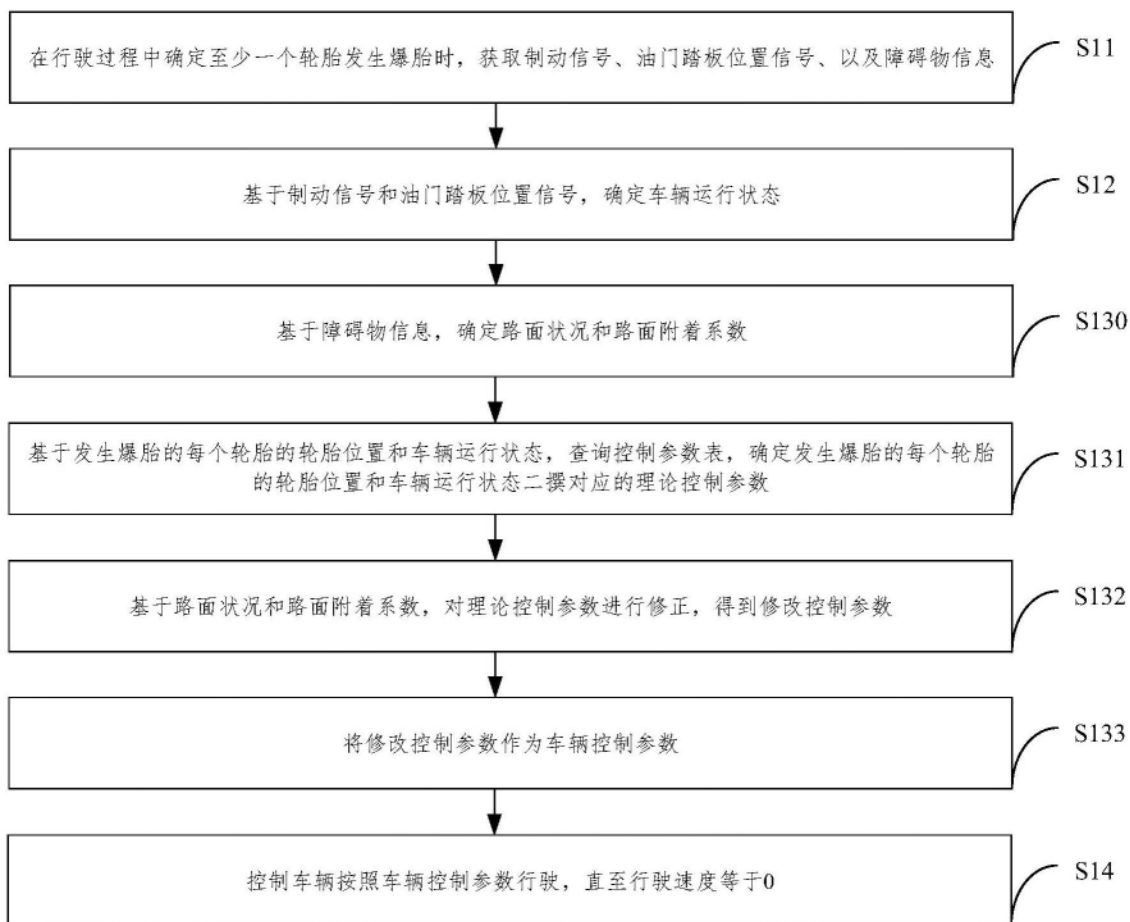 在行驶过程中确定至少一个轮胎发生爆胎时，获取制动信号、油门踏板位置信号、以及障碍物信息
S11
基于制动信号和油门踏板位置信号，确定车辆运行状态
S12
基于障碍物信息，确定路面状况和路面附着系数
S130
基于发生爆胎的每个轮胎的轮胎位置和车辆运行状态，查询控制参数表，确定发生爆胎的每个轮胎
的轮胎位置和车辆运行状态二撰对应的理论控制参数
S131
基于路面状况和路面附着系数，对理论控制参数进行修正，得到修改控制参数
S132
将修改控制参数作为车辆控制参数
S133
控制车辆按照车辆控制参数行驶，直至行驶速度等于0
S14